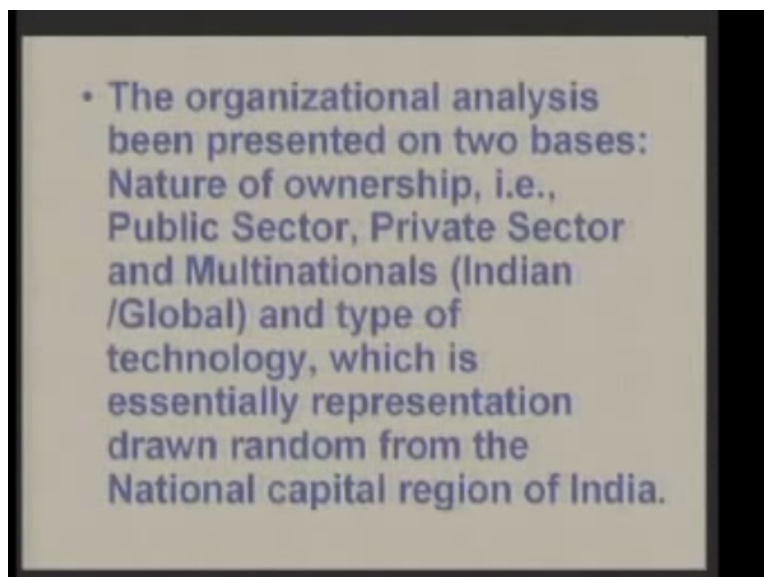 • The organizational analysis
been presented on two bases:
Nature of ownership, i.e.,
Public Sector, Private Sector
and Multinationals (Indian
/Global) and type of
technology, which is
essentially representation
drawn random from the
National capital region of India.